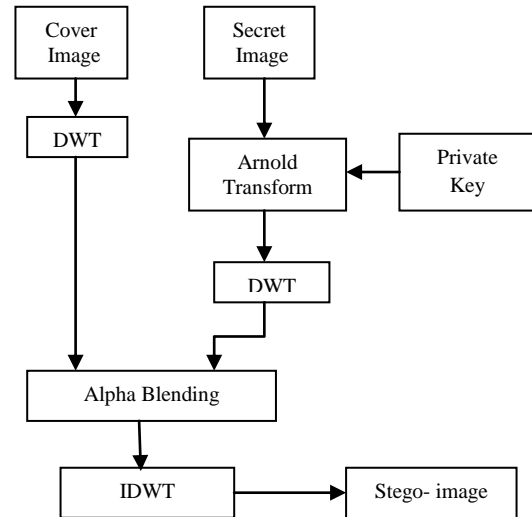 Cover
Image
Secret
Image
DWT
Arnold
Transform
Private
Key
DWT
Alpha Blending
IDWT
Stego- image